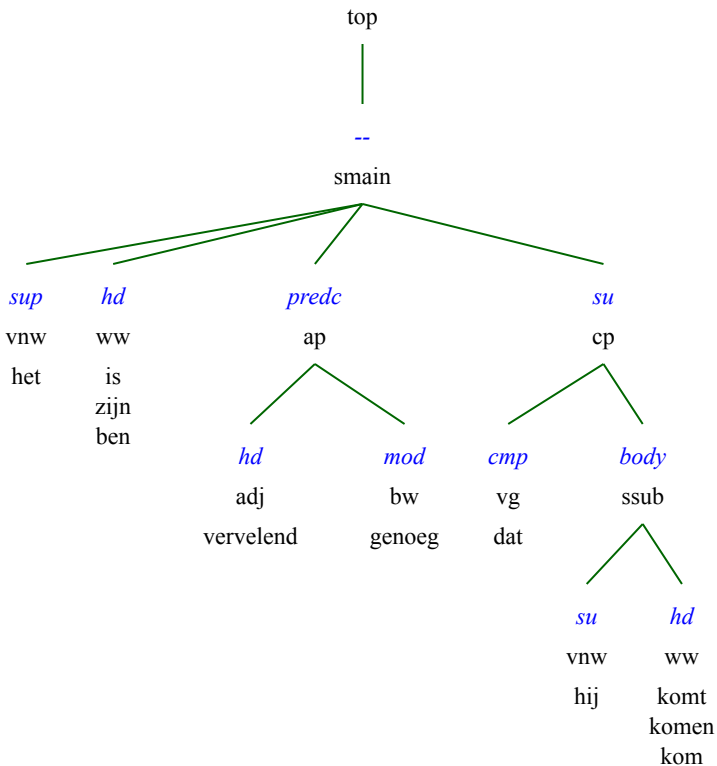 top
--
smain
sup hd predc su
vnw ww ap cp
het is
zijn
ben
hd mod cmp body
adj bw vg ssub
vervelend genoeg dat
su hd
vnw ww
hij komt
komen
kom